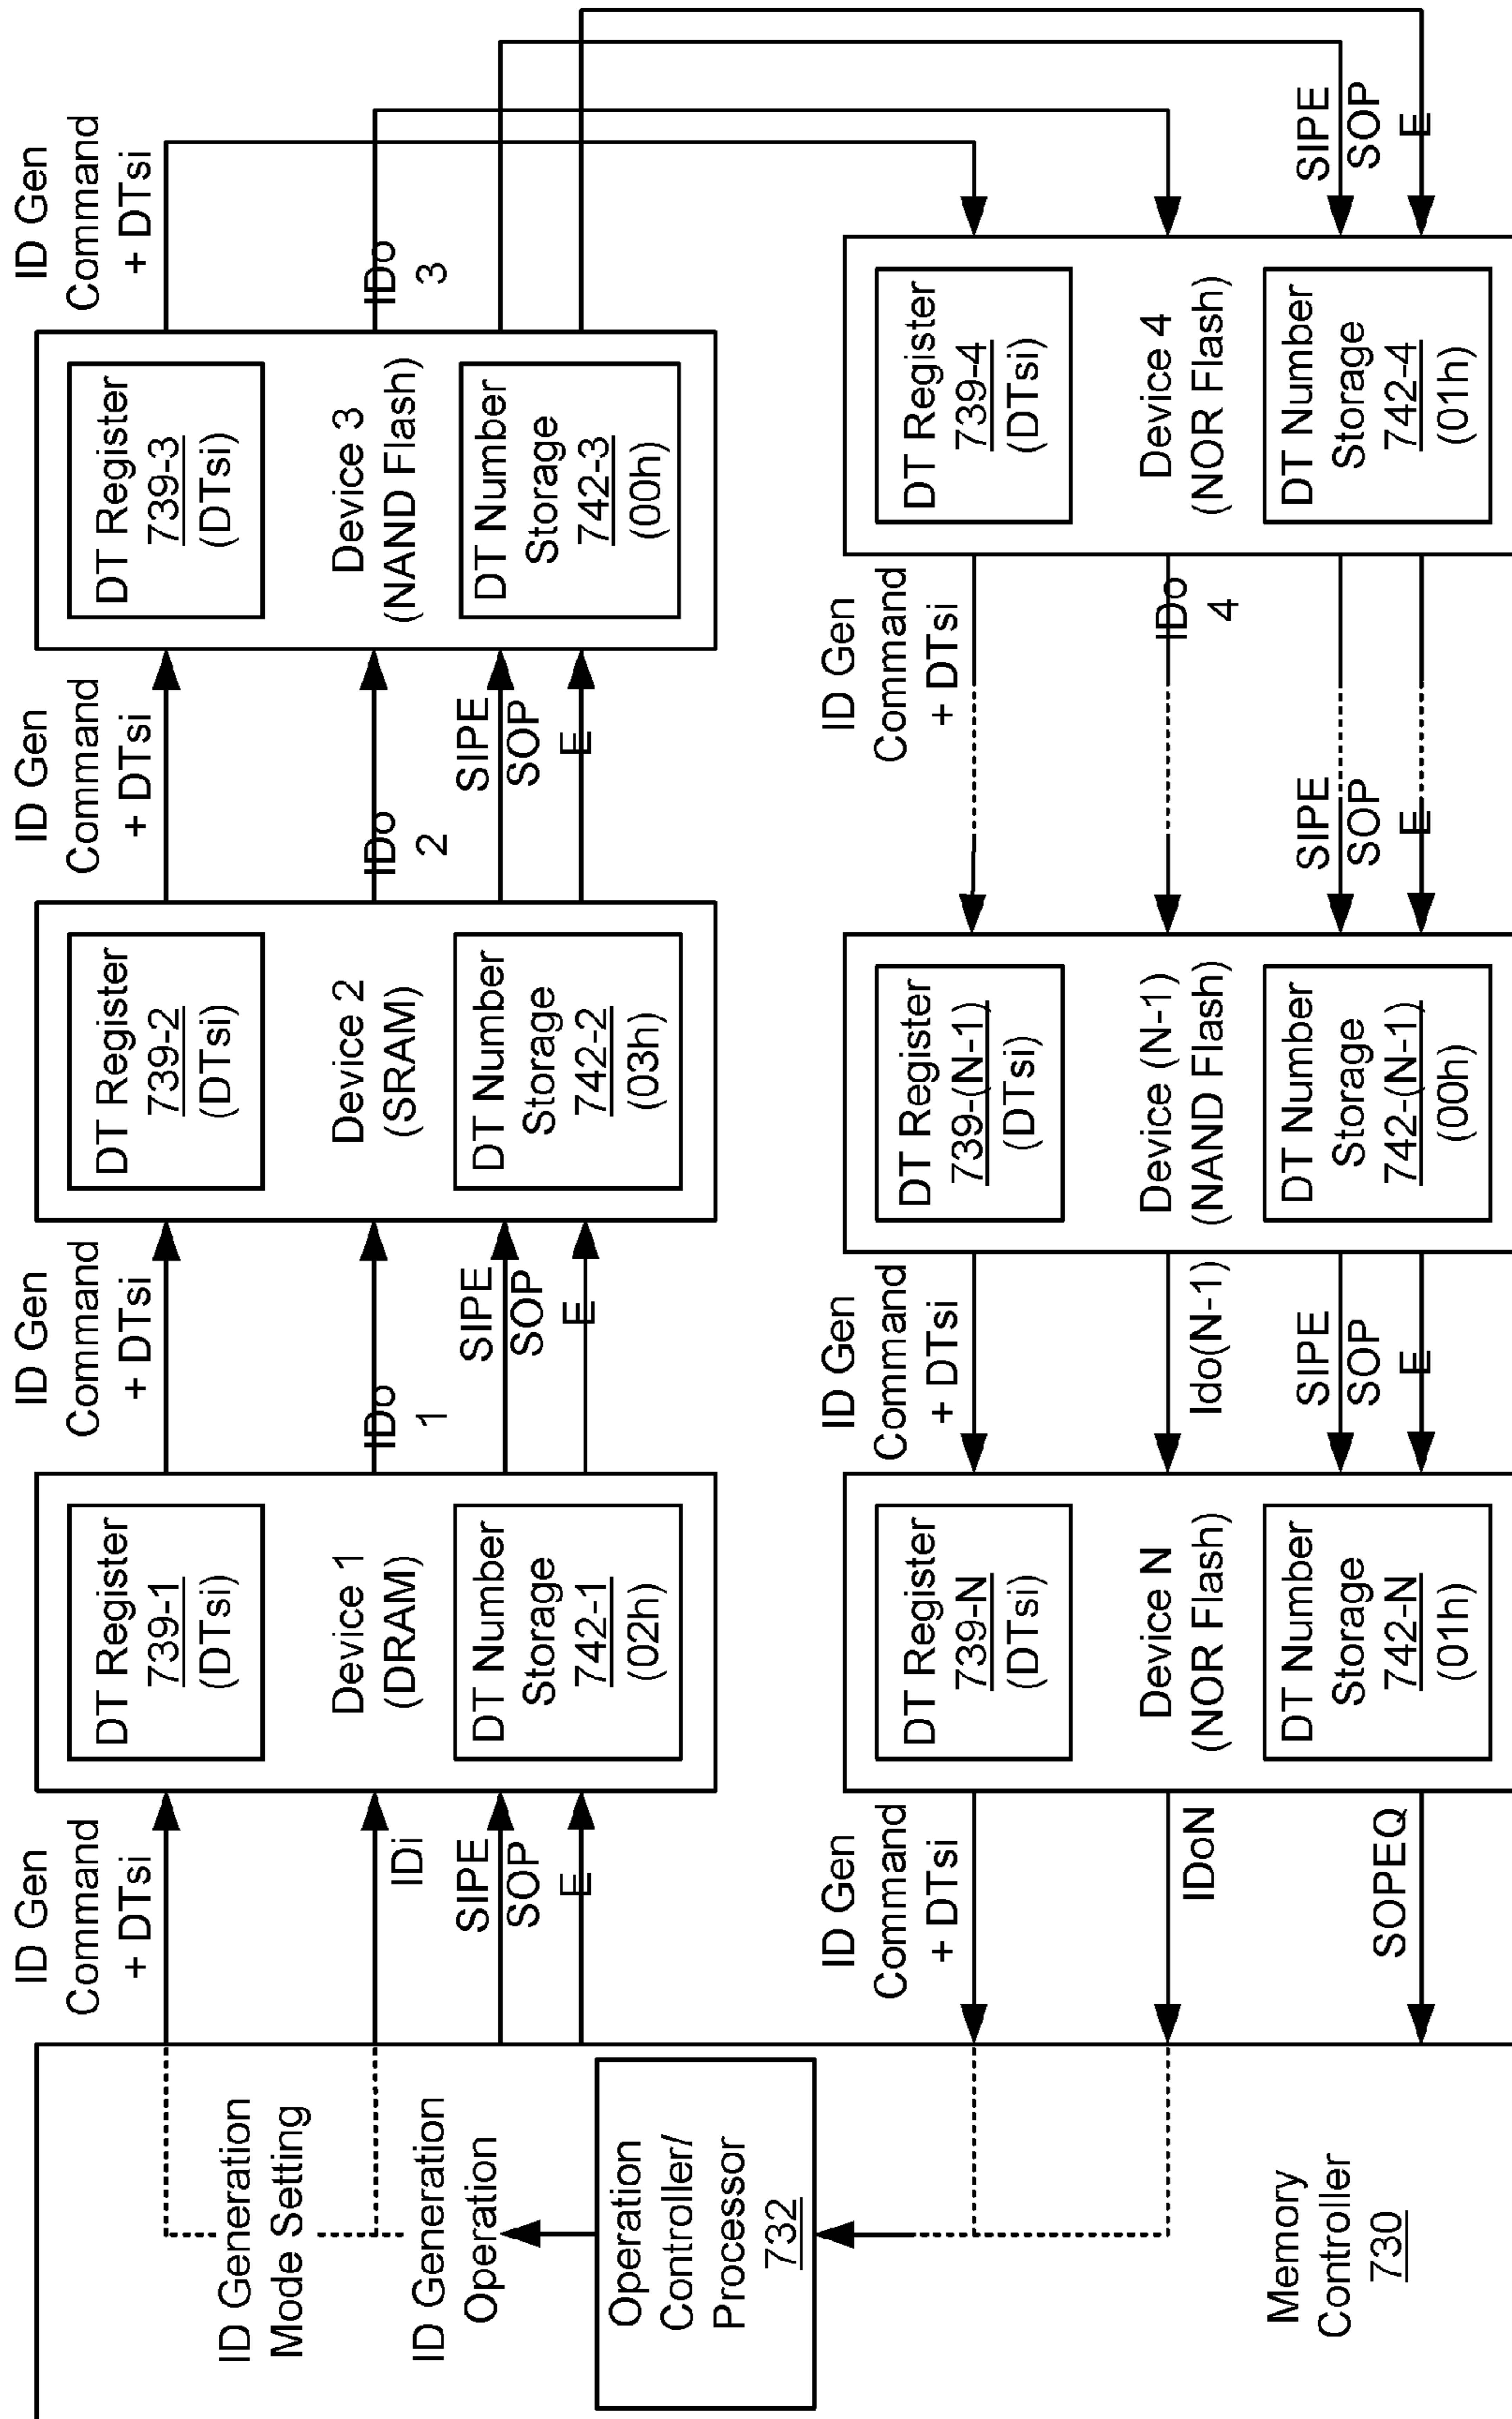 ID Generation
Mode Setting
ID Generation
Operation
Operation
Controller/
Processor
732
Memory
Controller
730
ID Gen
Command
+ DTsi
IDi
SIPE
SOP
E
DT Register
739-1
(DTsi)
Device 1
(DRAM)
DT Number
Storage
742-1
(02h)
ID Gen
Command
+ DTsi
IDo
1
SIPE
SOP
E
DT Register
739-2
(DTsi)
Device 2
(SRAM)
DT Number
Storage
742-2
(03h)
ID Gen
Command
+ DTsi
IDo
2
SIPE
SOP
E
DT Register
739-3
(DTsi)
Device 3
(NAND Flash)
DT Number
Storage
742-3
(00h)
ID Gen
Command
+ DTsi
IDo
3
SIPE
SOP
E
DT Register
739-4
(DTsi)
Device 4
(NOR Flash)
DT Number
Storage
742-4
(01h)
ID Gen
Command
+ DTsi
IDo
4
SIPE
SOP
E
DT Register
739-(N-1)
(DTsi)
Device (N-1)
(NAND Flash)
DT Number
Storage
742-(N-1)
(00h)
ID Gen
Command
+ DTsi
Ido(N-1)
SIPE
SOP
E
DT Register
739-N
(DTsi)
Device N
(NOR Flash)
DT Number
Storage
742-N
(01h)
ID Gen
Command
+ DTsi
IDoN
SOPEQ